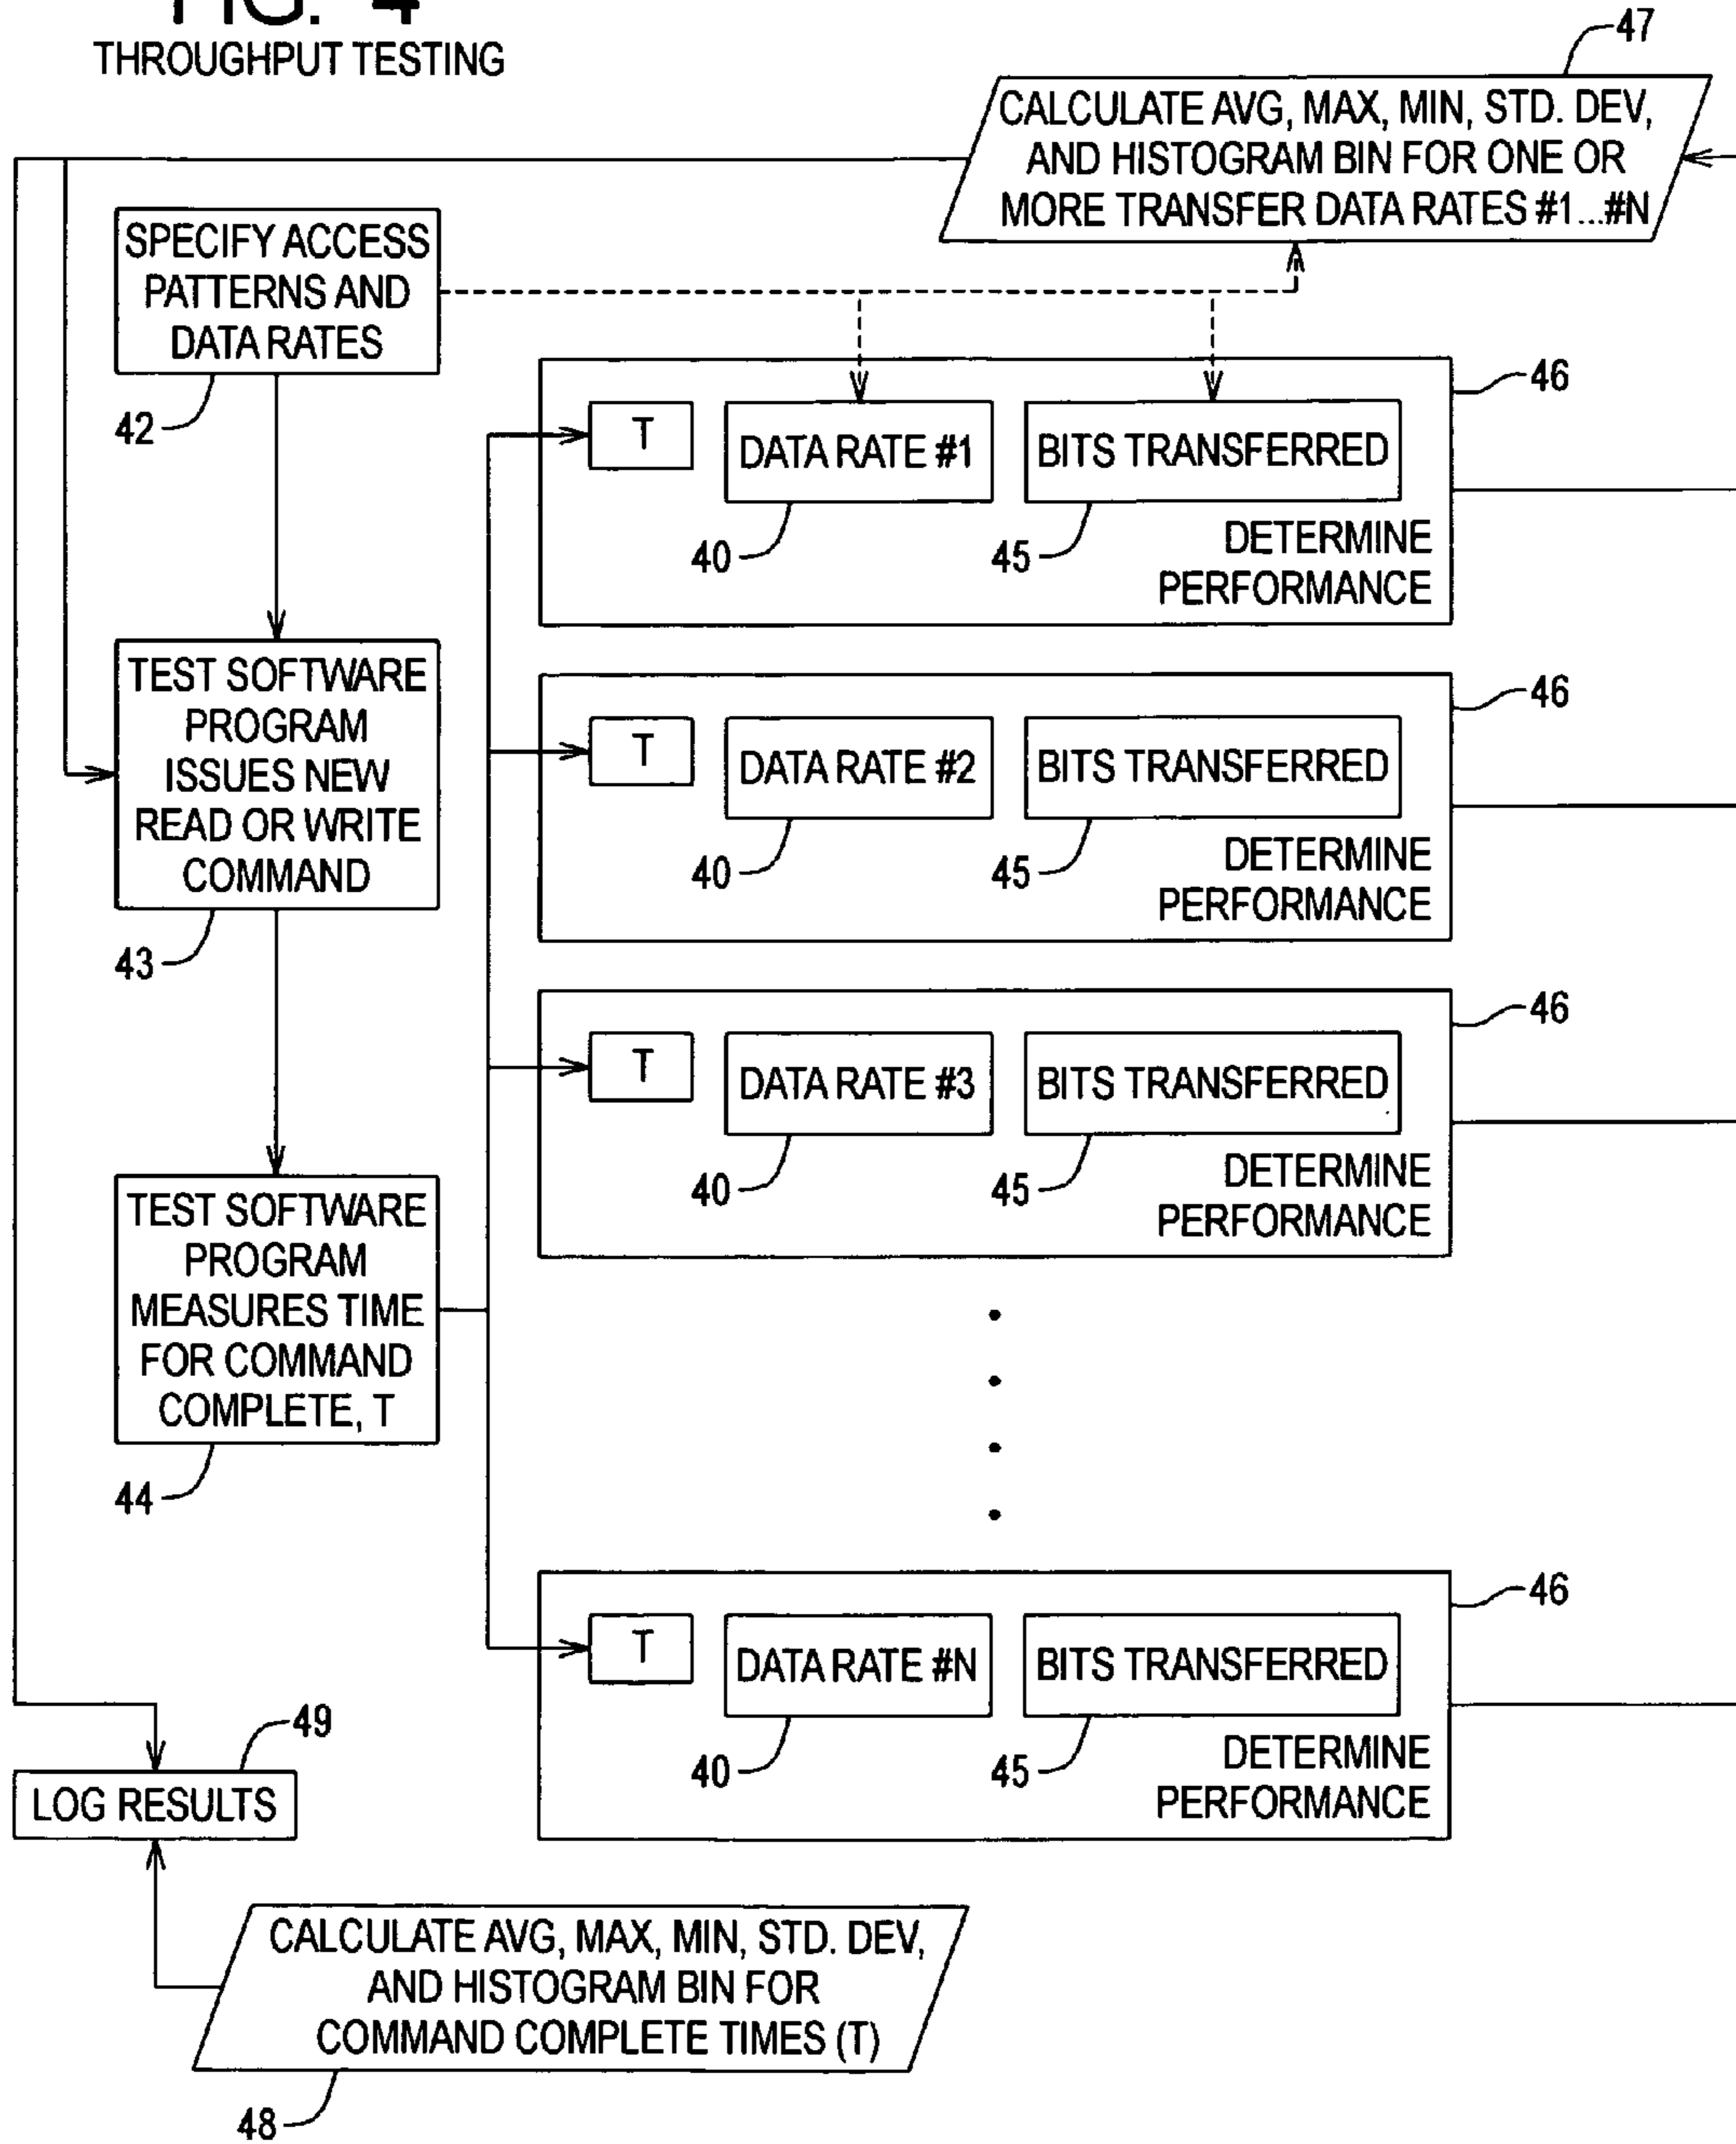 FIG. 4
THROUGHPUT TESTING
47
CALCULATE AVG, MAX, MIN, STD. DEV,
AND HISTOGRAM BIN FOR ONE OR
MORE TRANSFER DATA RATES #1...#N
SPECIFY ACCESS
PATTERNS AND
DATA RATES
42
46
T
DATA RATE #1
BITS TRANSFERRED
40
45
DETERMINE
PERFORMANCE
TEST SOFTWARE
PROGRAM
ISSUES NEW
READ OR WRITE
COMMAND
43
46
T
DATA RATE #2
BITS TRANSFERRED
40
45
DETERMINE
PERFORMANCE
46
T
DATA RATE #3
BITS TRANSFERRED
40
45
DETERMINE
PERFORMANCE
TEST SOFTWARE
PROGRAM
MEASURES TIME
FOR COMMAND
COMPLETE, T
44
46
T
DATA RATE #N
BITS TRANSFERRED
40
45
DETERMINE
PERFORMANCE
49
LOG RESULTS
CALCULATE AVG, MAX, MIN, STD. DEV,
AND HISTOGRAM BIN FOR
COMMAND COMPLETE TIMES (T)
48